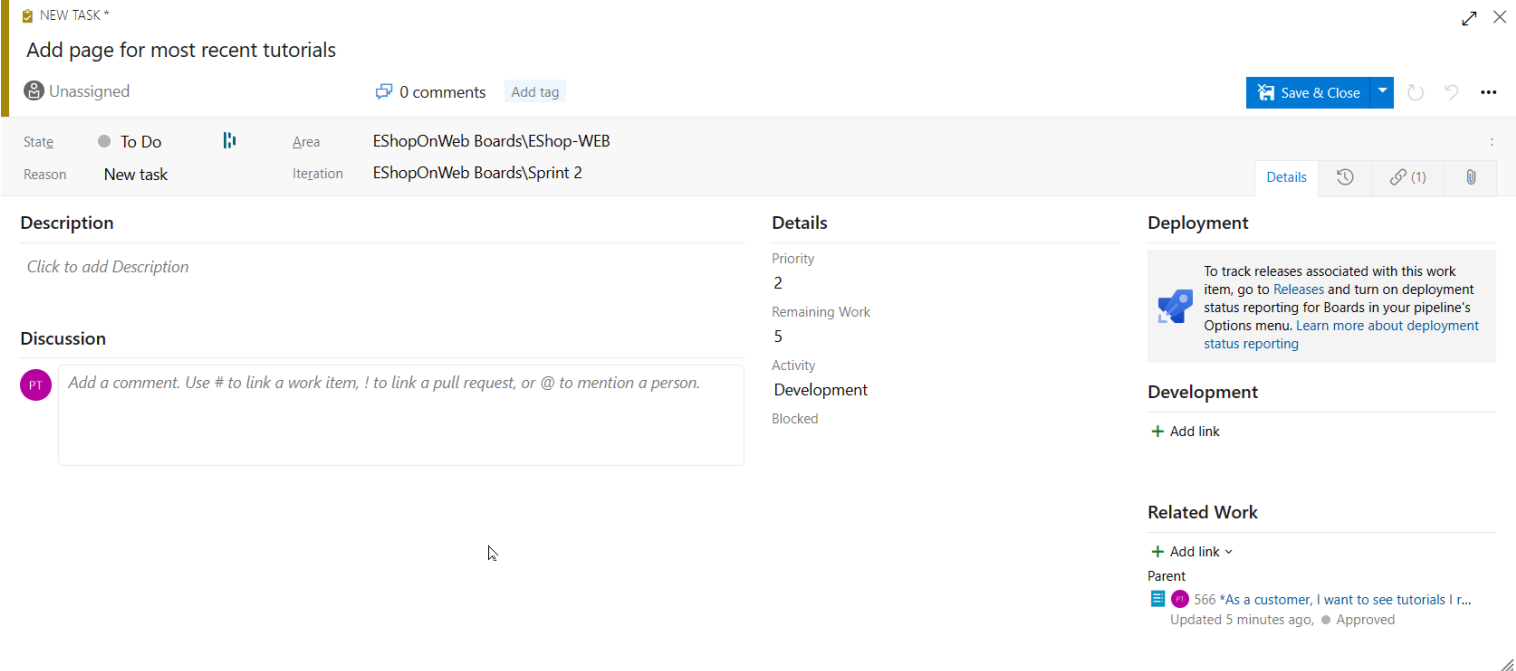 NEW TASK *
Add page for most recent tutorials
Unassigned
0 comments
Add tag
Save & Close
State
To Do
Area
EShopOnWeb Boards\EShop-WEB
Reason
New task
Iteration
EShopOnWeb Boards\Sprint 2
Details
(1)
Description
Click to add Description
Discussion
PT
Add a comment. Use # to link a work item, ! to link a pull request, or @ to mention a person.
Details
Priority
2
Remaining Work
5
Activity
Development
Blocked
Deployment
To track releases associated with this work
item, go to Releases and turn on deployment
status reporting for Boards in your pipeline's
Options menu. Learn more about deployment
status reporting
Development
+ Add link
Related Work
+ Add link
Parent
PT 566 *As a customer, I want to see tutorials I r...
Updated 5 minutes ago, Approved